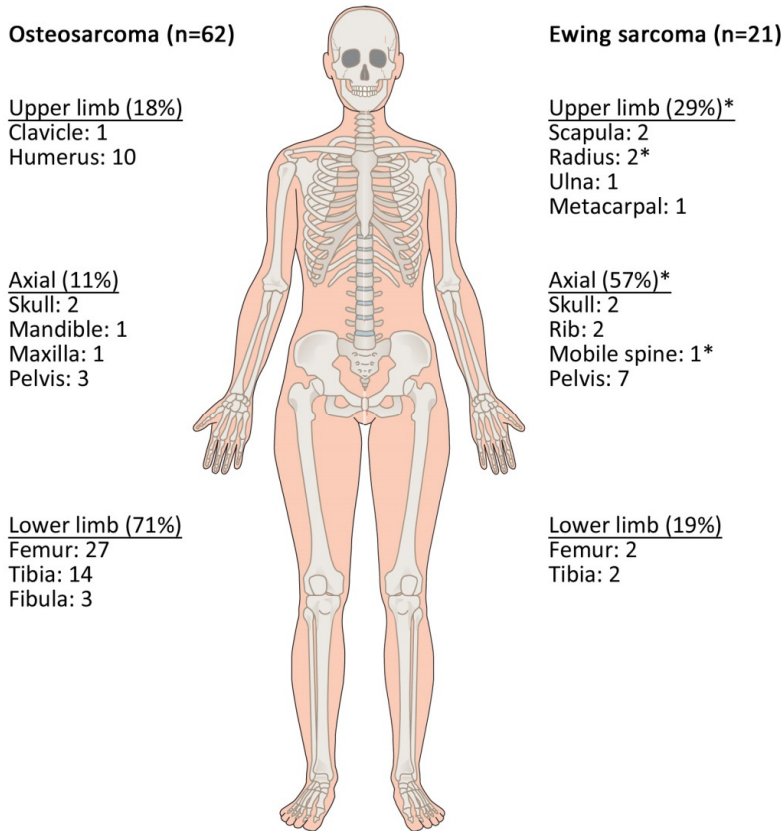 Osteosarcoma (n=62)
Upper limb (18%)
Clavicle: 1
Humerus: 10
Axial (11%)
Skull: 2
Mandible: 1
Maxilla: 1
Pelvis: 3
Lower limb (71%)
Femur: 27
Tibia: 14
Fibula: 3
Ewing sarcoma (n=21)
Upper limb (29%)*
Scapula: 2
Radius: 2*
Ulna: 1
Metacarpal: 1
Axial (57%)*
Skull: 2
Rib: 2
Mobile spine: 1*
Pelvis: 7
Lower limb (19%)
Femur: 2
Tibia: 2